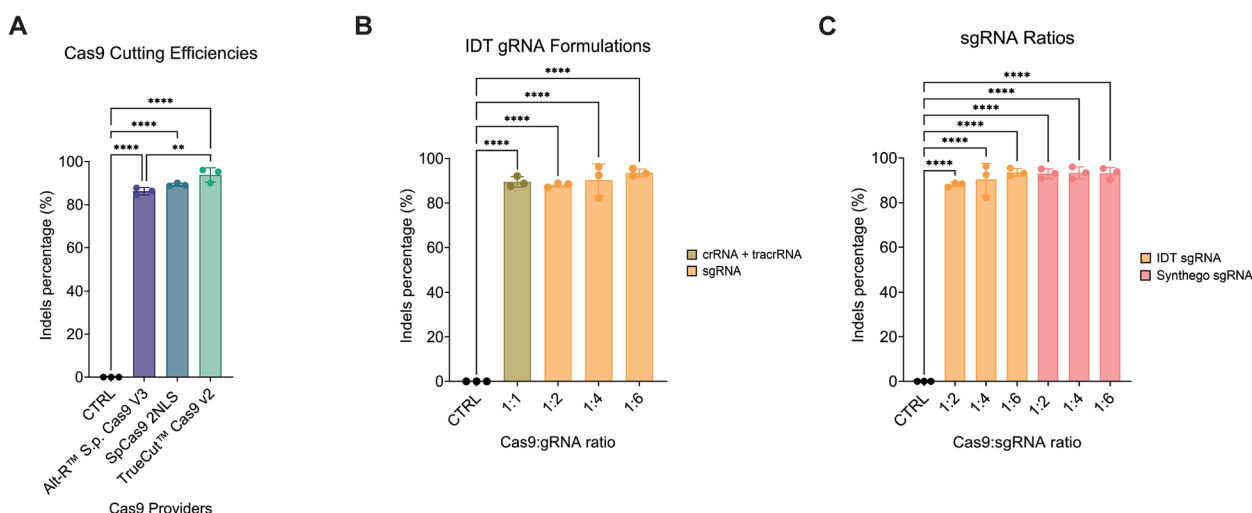 A
Cas9 Cutting Efficiencies
****
****
**** **
100
80
60
40
20
0
Indels percentage (%)
CTRL
Alt-R™ S.p. Cas9 V3
SpCas9 2NLS
TrueCut™ Cas9 v2
Cas9 Providers
B
IDT gRNA Formulations
****
****
****
****
100
80
60
40
20
0
Indels percentage (%)
CTRL
1:1
1:2
1:4
1:6
Cas9:gRNA ratio
crRNA + tracrRNA
sgRNA
C
sgRNA Ratios
****
****
****
****
****
****
100
80
60
40
20
0
Indels percentage (%)
CTRL
1:2
1:4
1:6
1:2
1:4
1:6
Cas9:sgRNA ratio
IDT sgRNA
Synthego sgRNA